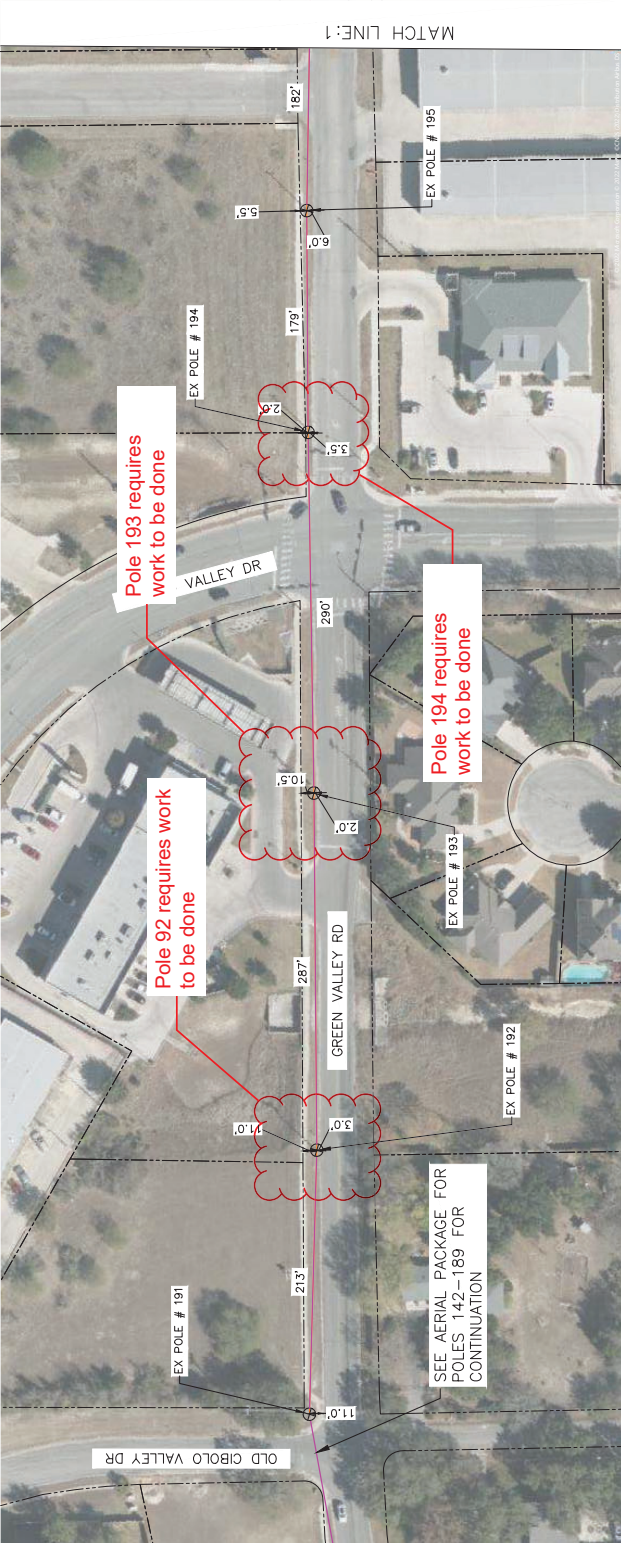 MATCH LINE:1
182'
EX POLE # 195
5.5'
6.0'
179'
EX POLE # 194
2.0'
3.5'
Pole 193 requires
work to be done
VALLEY DR
290'
Pole 194 requires
work to be done
10.5'
2.0'
EX POLE # 193
Pole 92 requires work
to be done
287'
GREEN VALLEY RD
EX POLE # 192
11.0'
3.0'
SEE AERIAL PACKAGE FOR
POLES 142-189 FOR
CONTINUATION
213'
EX POLE # 191
11.0'
OLD CIBOLO VALLEY DR